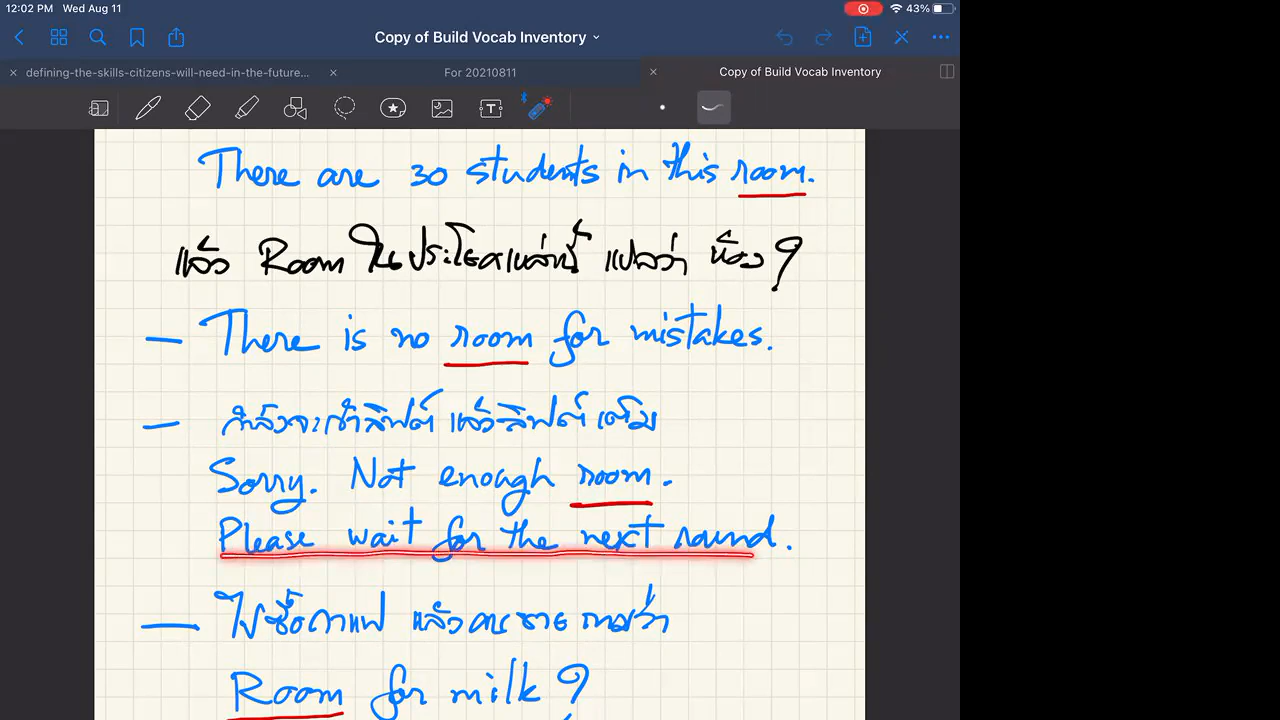 12:02 PM Wed Aug 11
43%
Copy of Build Vocab Inventory
defining-the-skills-citizens-will-need-in-the-future...
For 20210811
Copy of Build Vocab Inventory
There are 30 students in this room.
แล้ว Room ในประโยคเหล่านี้ แปลว่า ห้อง ?
— There is no room for mistakes.
— กำลังจะเข้าลิฟต์ แล้วลิฟต์เต็ม
Sorry. Not enough room.
Please wait for the next round.
— ไปซื้อกาแฟ แล้วคนขายถามว่า
Room for milk ?